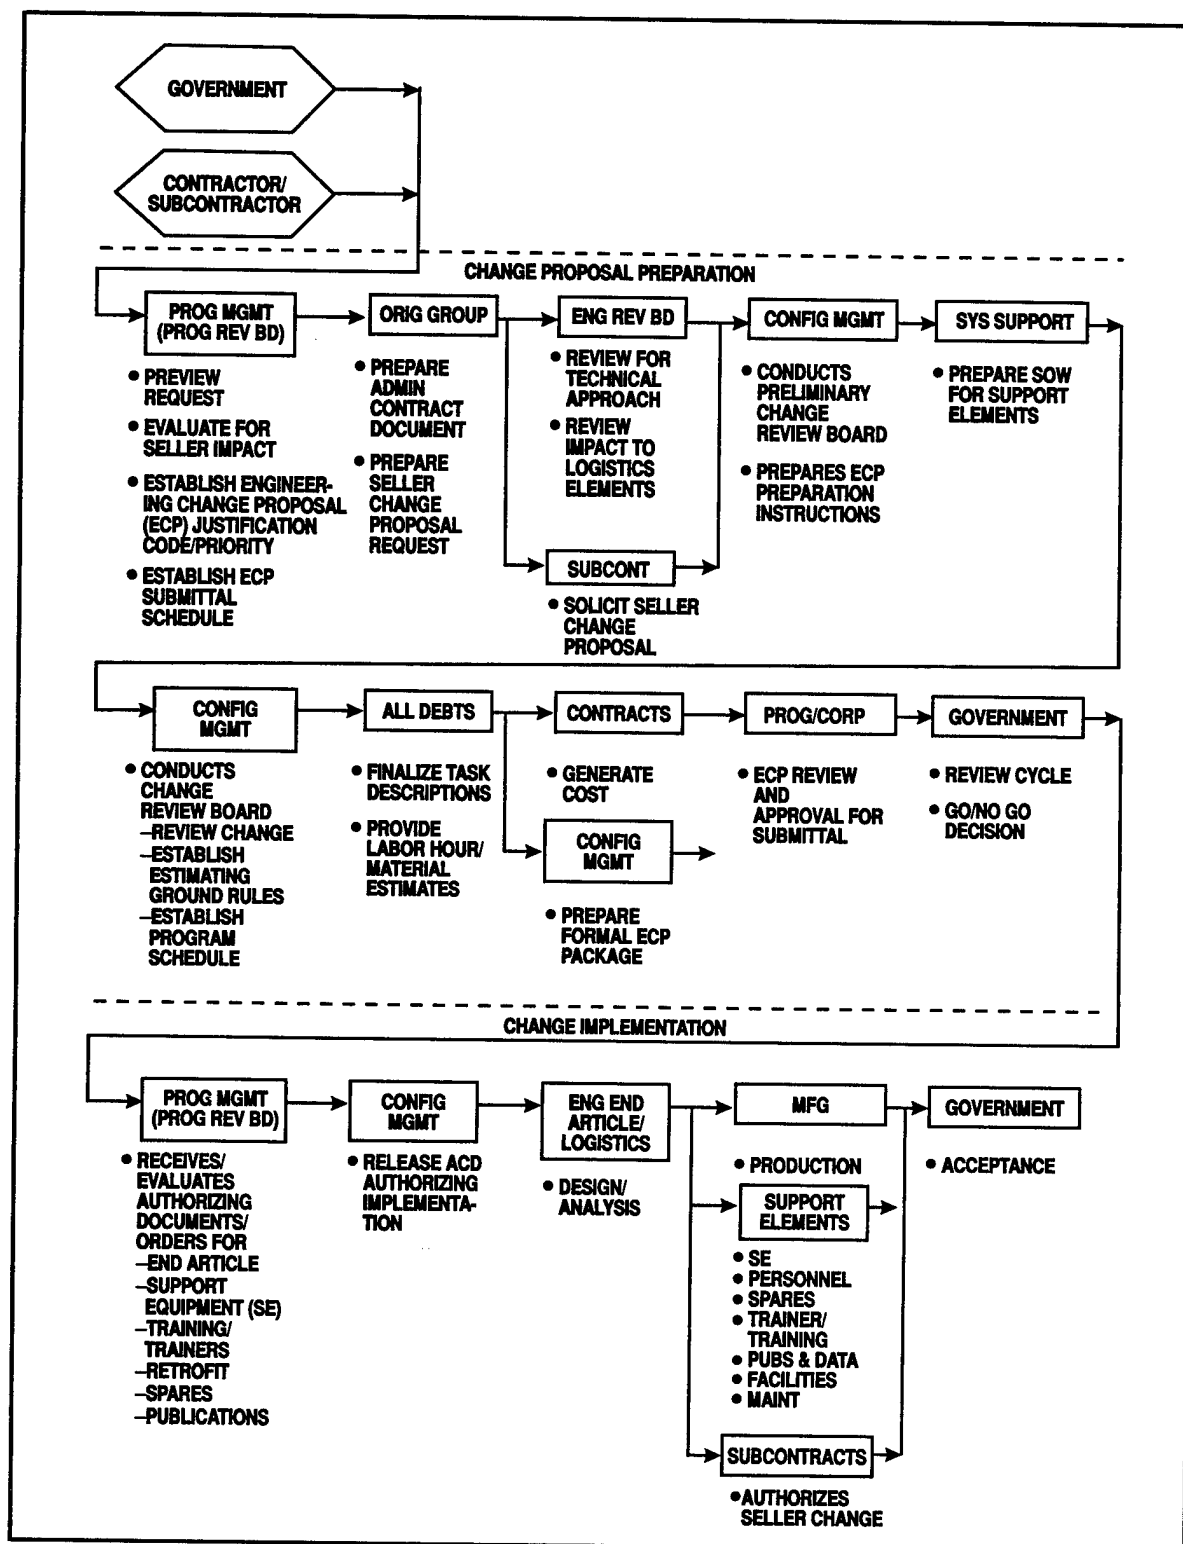 GOVERNMENT
CONTRACTOR/
SUBCONTRACTOR
CHANGE PROPOSAL PREPARATION
PROG MGMT
(PROG REV BD)
• PREVIEW
REQUEST
• EVALUATE FOR
SELLER IMPACT
• ESTABLISH ENGINEER-
ING CHANGE PROPOSAL
(ECP) JUSTIFICATION
CODE/PRIORITY
• ESTABLISH ECP
SUBMITTAL
SCHEDULE
ORIG GROUP
• PREPARE
ADMIN
CONTRACT
DOCUMENT
• PREPARE
SELLER
CHANGE
PROPOSAL
REQUEST
ENG REV BD
• REVIEW FOR
TECHNICAL
APPROACH
• REVIEW
IMPACT TO
LOGISTICS
ELEMENTS
SUBCONT
• SOLICIT SELLER
CHANGE
PROPOSAL
CONFIG MGMT
• CONDUCTS
PRELIMINARY
CHANGE
REVIEW BOARD
• PREPARES ECP
PREPARATION
INSTRUCTIONS
SYS SUPPORT
• PREPARE SOW
FOR SUPPORT
ELEMENTS
CONFIG
MGMT
• CONDUCTS
CHANGE
REVIEW BOARD
–REVIEW CHANGE
–ESTABLISH
ESTIMATING
GROUND RULES
–ESTABLISH
PROGRAM
SCHEDULE
ALL DEBTS
• FINALIZE TASK
DESCRIPTIONS
• PROVIDE
LABOR HOUR/
MATERIAL
ESTIMATES
CONTRACTS
• GENERATE
COST
CONFIG
MGMT
• PREPARE
FORMAL ECP
PACKAGE
PROG/CORP
• ECP REVIEW
AND
APPROVAL FOR
SUBMITTAL
GOVERNMENT
• REVIEW CYCLE
• GO/NO GO
DECISION
CHANGE IMPLEMENTATION
PROG MGMT
(PROG REV BD)
• RECEIVES/
EVALUATES
AUTHORIZING
DOCUMENTS/
ORDERS FOR
–END ARTICLE
–SUPPORT
EQUIPMENT (SE)
–TRAINING/
TRAINERS
–RETROFIT
–SPARES
–PUBLICATIONS
CONFIG
MGMT
• RELEASE ACD
AUTHORIZING
IMPLEMENTA-
TION
ENG END
ARTICLE/
LOGISTICS
• DESIGN/
ANALYSIS
MFG
• PRODUCTION
SUPPORT
ELEMENTS
• SE
• PERSONNEL
• SPARES
• TRAINER/
TRAINING
• PUBS & DATA
• FACILITIES
• MAINT
SUBCONTRACTS
• AUTHORIZES
SELLER CHANGE
GOVERNMENT
• ACCEPTANCE